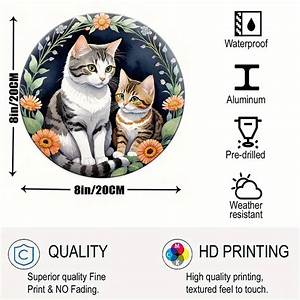 8in/20CM
8in/20CM
Waterproof
Aluminum
Pre-drilled
Weather
resistant
C
QUALITY
Superior quality Fine
Print & NO Fading.
M
HD PRINTING
High quality printing,
textured feel to touch.